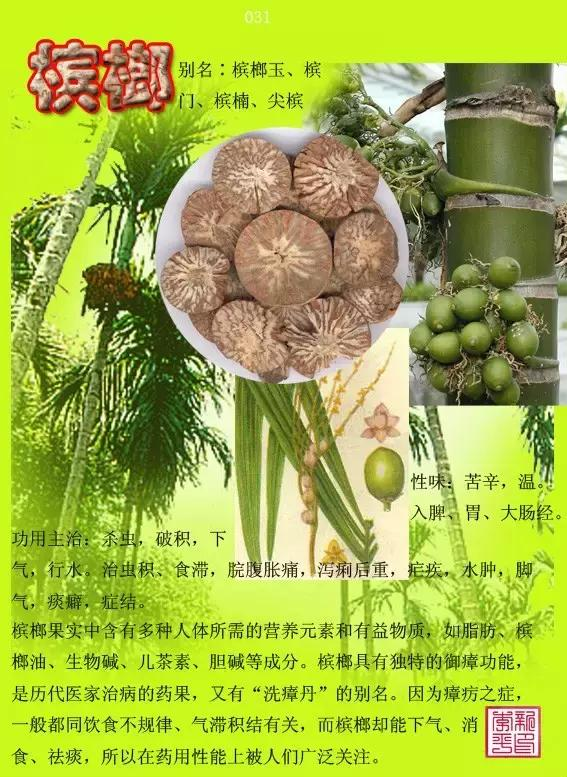 031
槟榔
别名：槟榔玉、槟
门、槟楠、尖槟
性味：苦辛，温。
入脾、胃、大肠经。
功用主治：杀虫，破积，下
气，行水。治虫积、食滞，脘腹胀痛，泻痢后重，疟疾，水肿，脚
气，痰癖，症结。
槟榔果实中含有多种人体所需的营养元素和有益物质，如脂肪、槟
榔油、生物碱、儿茶素、胆碱等成分。槟榔具有独特的御瘴功能，
是历代医家治病的药果，又有“洗瘴丹”的别名。因为瘴疠之症，
一般都同饮食不规律、气滞积结有关，而槟榔却能下气、消
食、祛痰，所以在药用性能上被人们广泛关注。